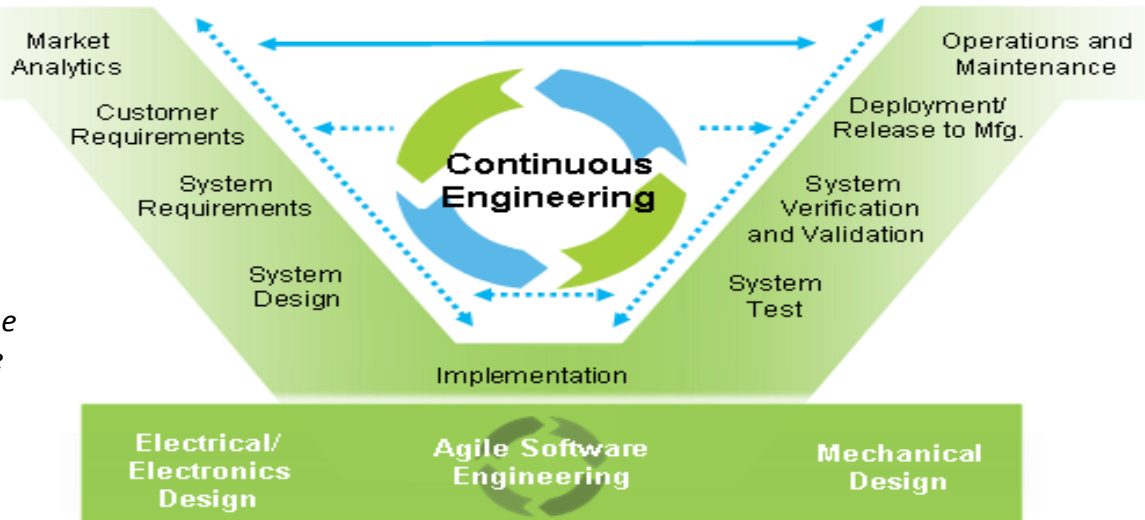 Market
Analytics
Customer
Requirements
System
Requirements
System
Design
Continuous
Engineering
Operations and
Maintenance
Deployment/
Release to Mfg.
System
Verification
and Validation
System
Test
Implementation
Electrical/
Electronics
Design
Agile Software
Engineering
Mechanical
Design